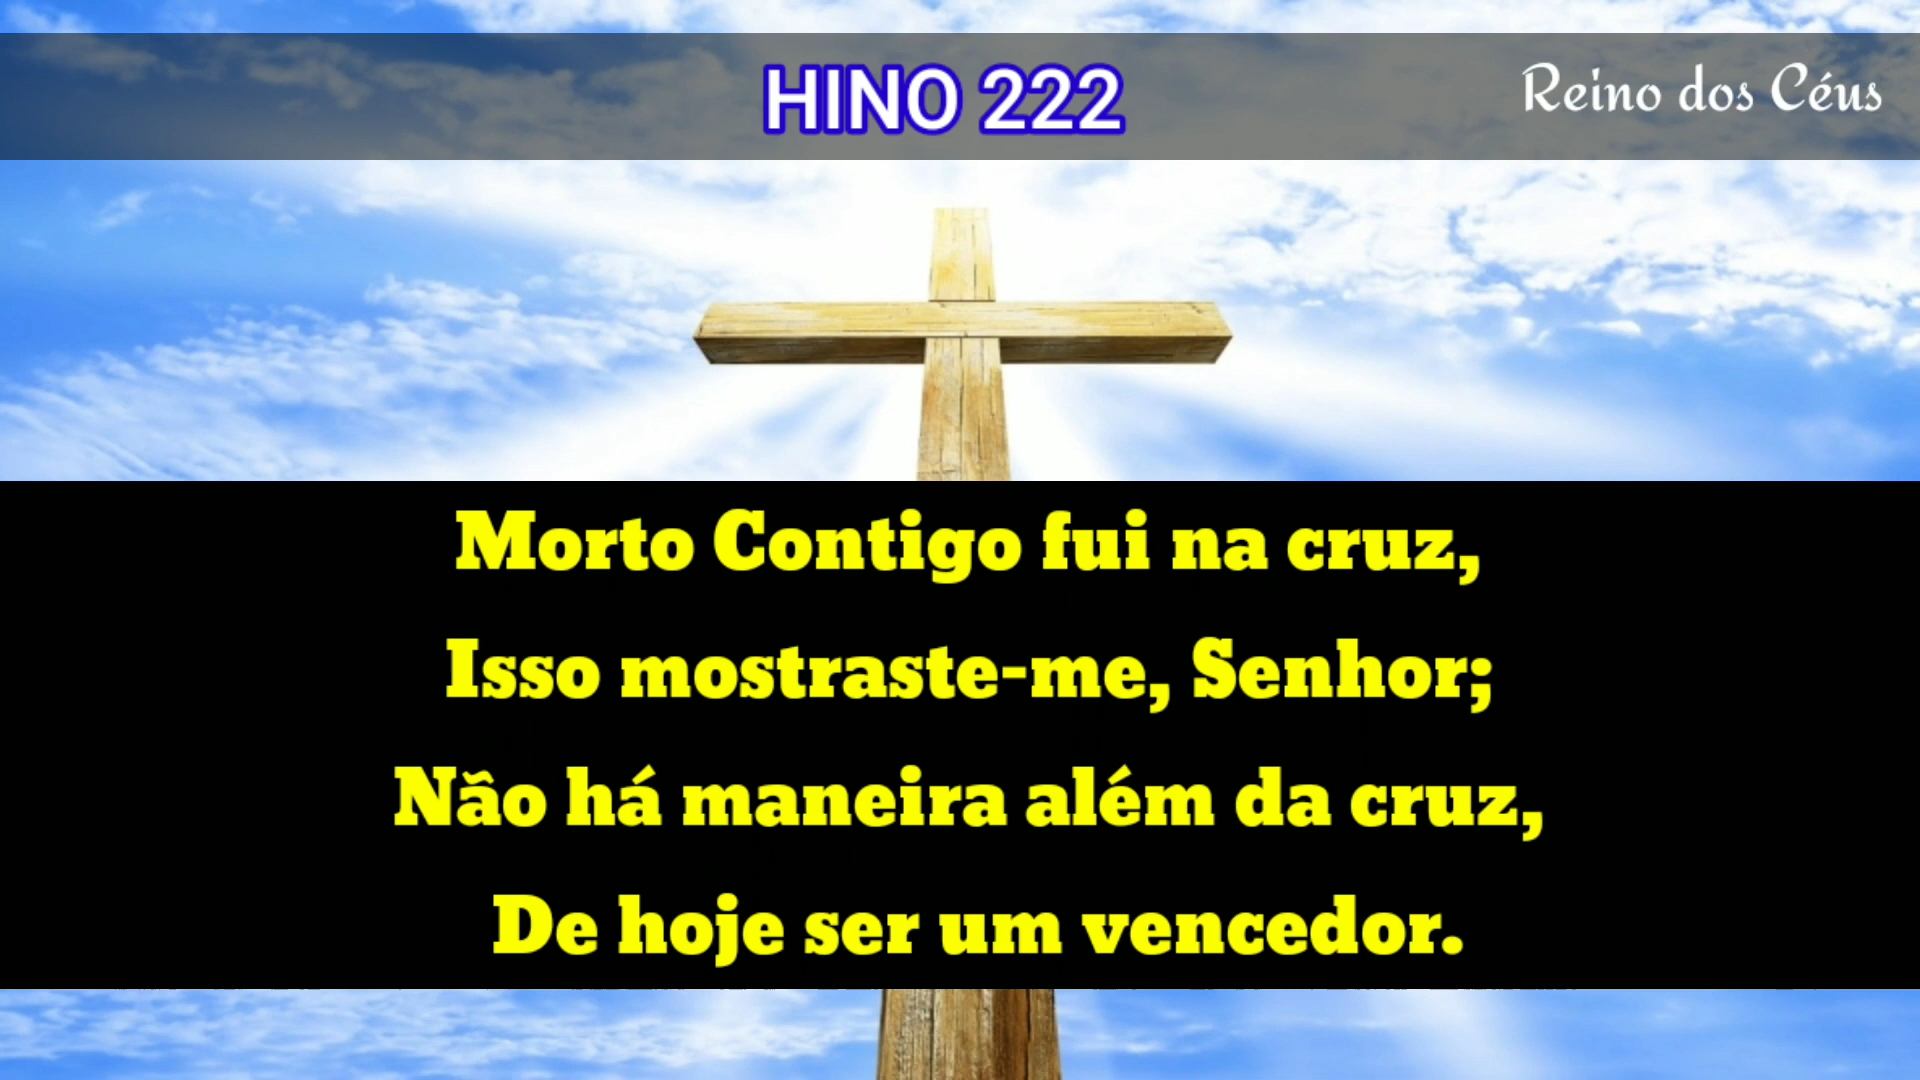 HINO 222
Reino dos Céus
Morto Contigo fui na cruz,
Isso mostraste-me, Senhor;
Não há maneira além da cruz,
De hoje ser um vencedor.